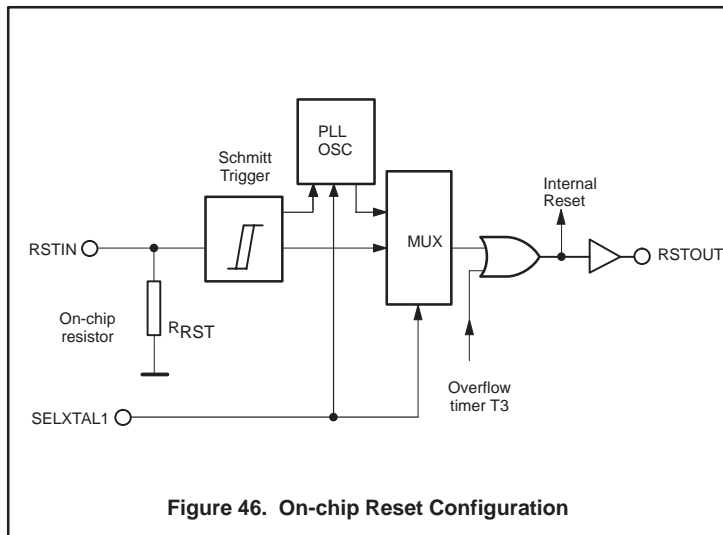 PLL
OSC
Schmitt
Trigger
Internal
Reset
MUX
RSTIN
RSTOUT
On-chip
resistor
RRST
Overflow
timer T3
SELXTAL1
Figure 46. On-chip Reset Configuration